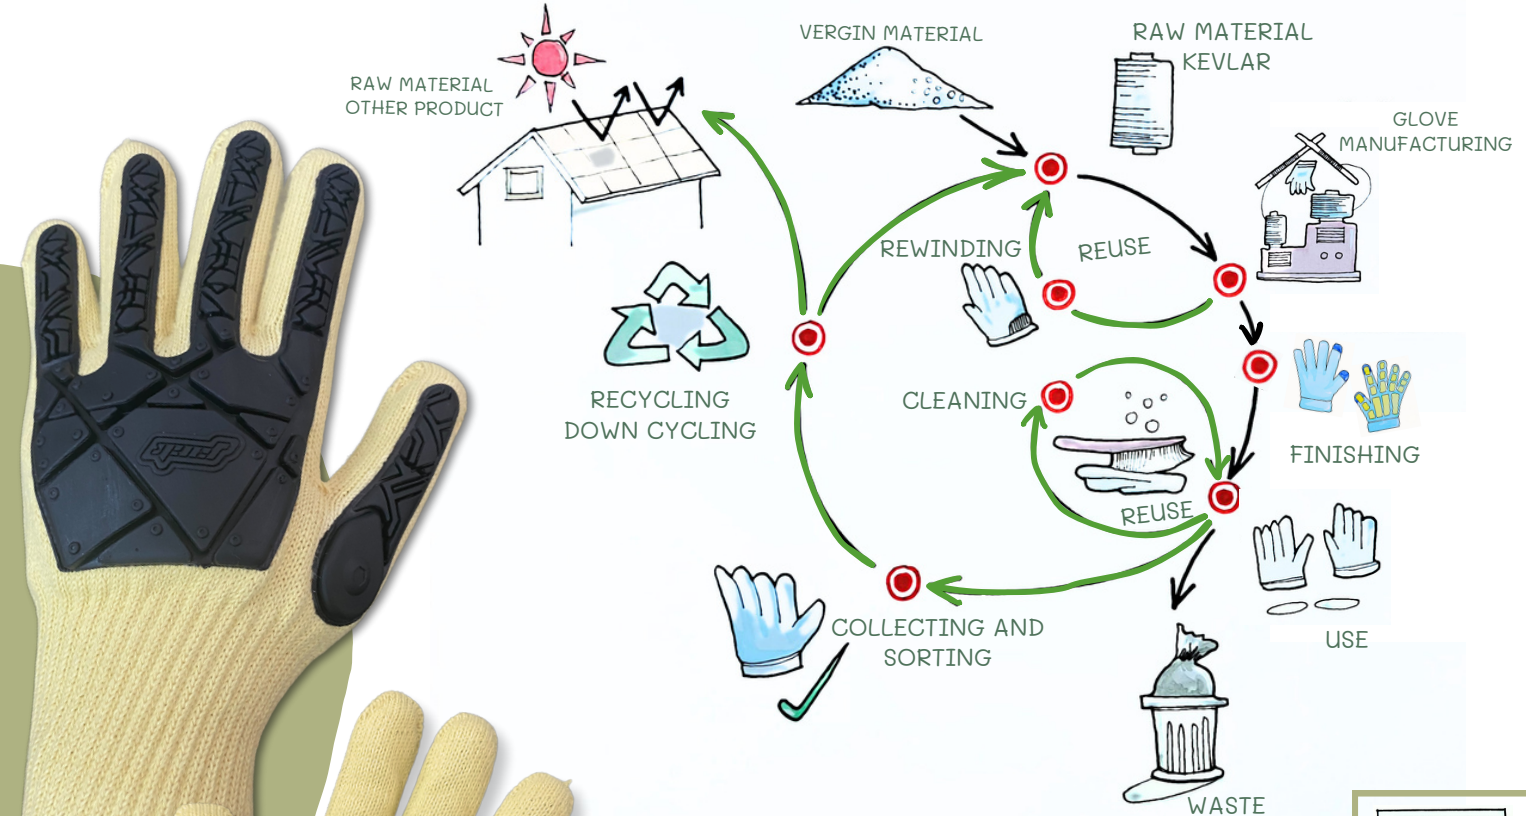 VERGIN MATERIAL
RAW MATERIAL
KEVLAR
RAW MATERIAL
OTHER PRODUCT
GLOVE
MANUFACTURING
REWINDING
REUSE
RECYCLING
DOWN CYCLING
CLEANING
FINISHING
REUSE
COLLECTING AND
SORTING
USE
WASTE